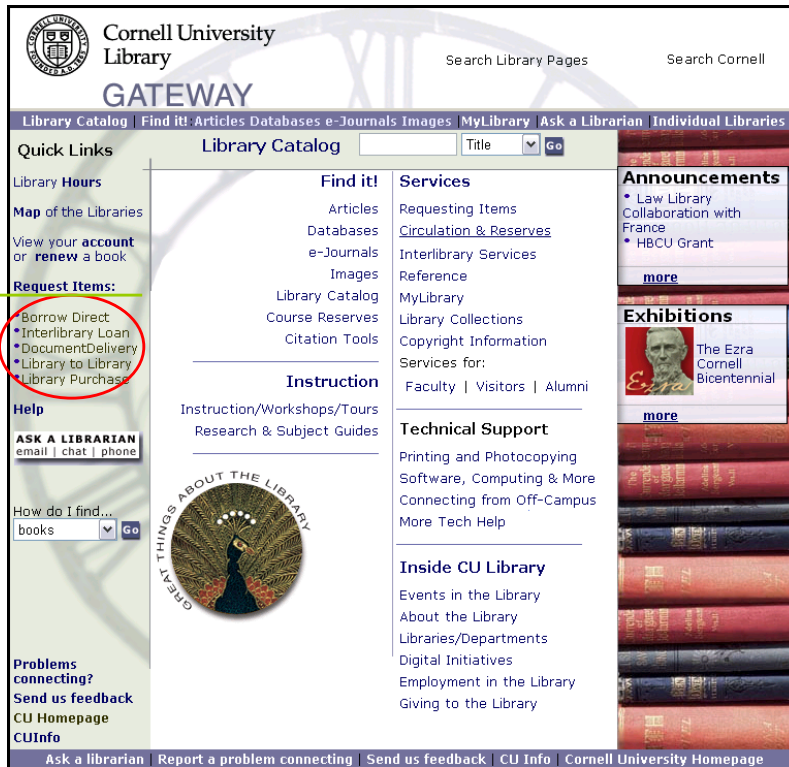 Cornell University
Library
GATEWAY
Search Library Pages
Search Cornell
Library Catalog | Find it! Articles Databases e-Journals Images |MyLibrary |Ask a Librarian |Individual Libraries
Quick Links
Library Hours
Map of the Libraries
View your account
or renew a book
Request Items:
•Borrow Direct
•Interlibrary Loan
•DocumentDelivery
•Library to Library
•Library Purchase
Help
ASK A LIBRARIAN
email | chat | phone
How do I find...
books
Go
Problems
connecting?
Send us feedback
CU Homepage
CUInfo
Library Catalog
Title
Go
Find it!
Articles
Databases
e-Journals
Images
Library Catalog
Course Reserves
Citation Tools
Instruction
Instruction/Workshops/Tours
Research & Subject Guides
GREAT THINGS ABOUT THE LIBRARY
Services
Requesting Items
Circulation & Reserves
Interlibrary Services
Reference
MyLibrary
Library Collections
Copyright Information
Services for:
Faculty | Visitors | Alumni
Technical Support
Printing and Photocopying
Software, Computing & More
Connecting from Off-Campus
More Tech Help
Inside CU Library
Events in the Library
About the Library
Libraries/Departments
Digital Initiatives
Employment in the Library
Giving to the Library
Announcements
• Law Library
Collaboration with
France
• HBCU Grant
more
Exhibitions
Ezra
The Ezra
Cornell
Bicentennial
more
Ask a librarian | Report a problem connecting | Send us feedback | CU Info | Cornell University Homepage